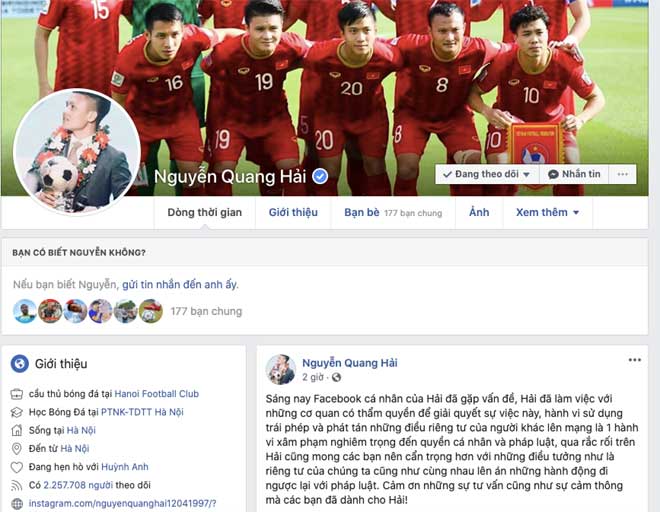 15
16
19
20
8
10
20
19
16
10
Nguyễn Quang Hải
Đang theo dõi
Nhắn tin
Dòng thời gian
Giới thiệu
Bạn bè 177 bạn chung
Ảnh
Xem thêm
BẠN CÓ BIẾT NGUYỄN KHÔNG?
Nếu bạn biết Nguyễn, gửi tin nhắn đến anh ấy.
177 bạn chung
Giới thiệu
cầu thủ bóng đá tại Hanoi Football Club
Học Bóng Đá tại PTNK-TDTT Hà Nội
Sống tại Hà Nội
Đến từ Hà Nội
Đang hẹn hò với Huỳnh Anh
Có 2.257.708 người theo dõi
instagram.com/nguyenquanghai12041997/?
Nguyễn Quang Hải
2 giờ ·
Sáng nay Facebook cá nhân của Hải đã gặp vấn đề, Hải đã làm việc với
những cơ quan có thẩm quyền để giải quyết sự việc này, hành vi sử dụng
trái phép và phát tán những điều riêng tư của người khác lên mạng là 1 hành
vi xâm phạm nghiêm trọng đến quyền cá nhân và pháp luật, qua rắc rối trên
Hải cũng mong các bạn nên cẩn trọng hơn với những điều tưởng như là
riêng tư của chúng ta cũng như cùng nhau lên án những hành động đi
ngược lại với pháp luật. Cảm ơn những sự tư vấn cũng như sự cảm thông
mà các bạn đã dành cho Hải!